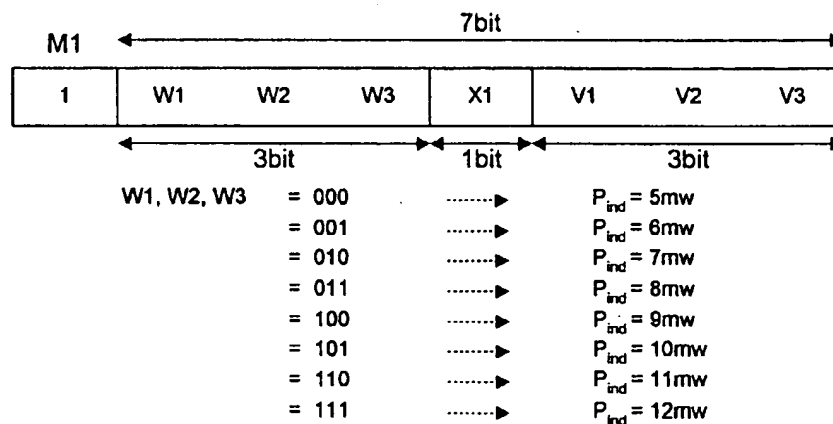 7bit
M1
1 W1 W2 W3 X1 V1 V2 V3
3bit 1bit 3bit
W1, W2, W3 = 000 P_ind = 5mw
= 001 P_ind = 6mw
= 010 P_ind = 7mw
= 011 P_ind = 8mw
= 100 P_ind = 9mw
= 101 P_ind = 10mw
= 110 P_ind = 11mw
= 111 P_ind = 12mw